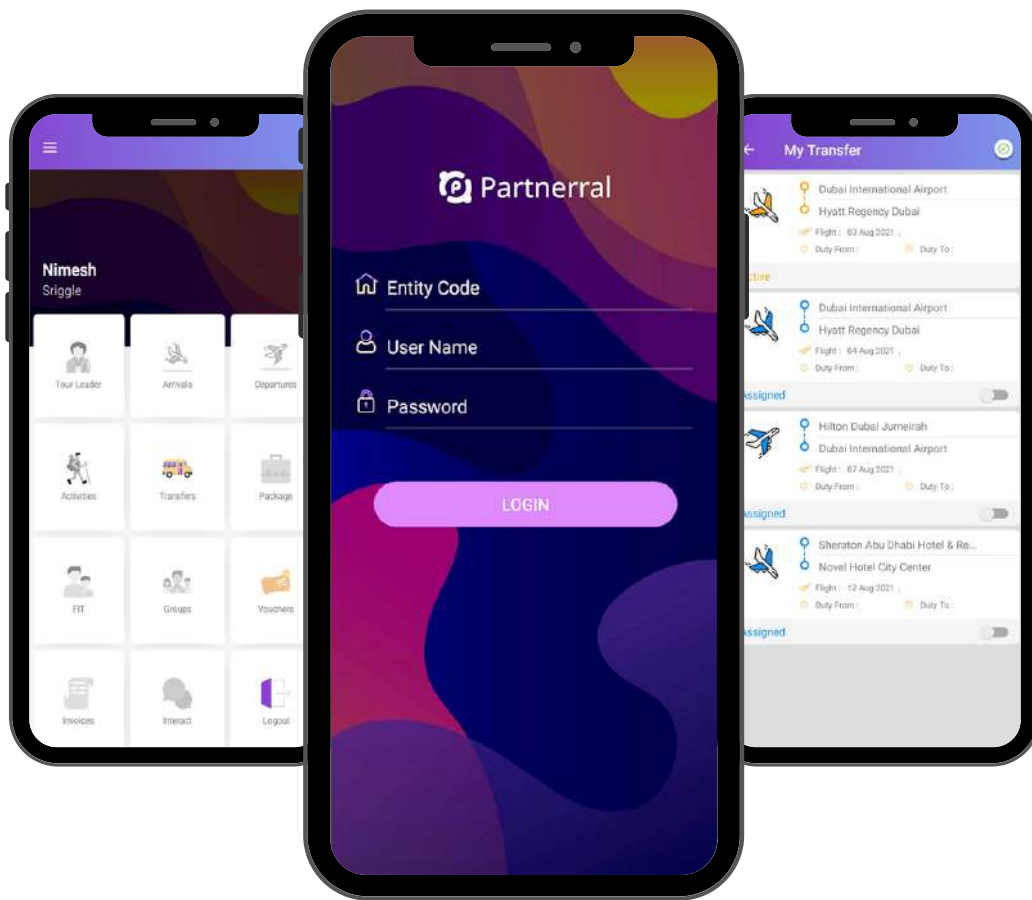 Nimesh
Sriggle
Tour Leader
Arrivals
Departures
Activities
Transfers
Package
FIT
Groups
Vouchers
Invoices
Interact
Logout
Partnerral
Entity Code
User Name
Password
LOGIN
My Transfer
Dubai International Airport
Hyatt Regency Dubai
Flight : 03 Aug 2021 ,
Duty From : Duty To :
ctive
Dubai International Airport
Hyatt Regency Dubai
Flight : 04 Aug 2021 ,
Duty From : Duty To :
Assigned
Hilton Dubai Jumeirah
Dubai International Airport
Flight : 07 Aug 2021 ,
Duty From : Duty To :
Assigned
Sheraton Abu Dhabi Hotel & Re...
Novel Hotel City Center
Flight : 12 Aug 2021 ,
Duty From : Duty To :
Assigned